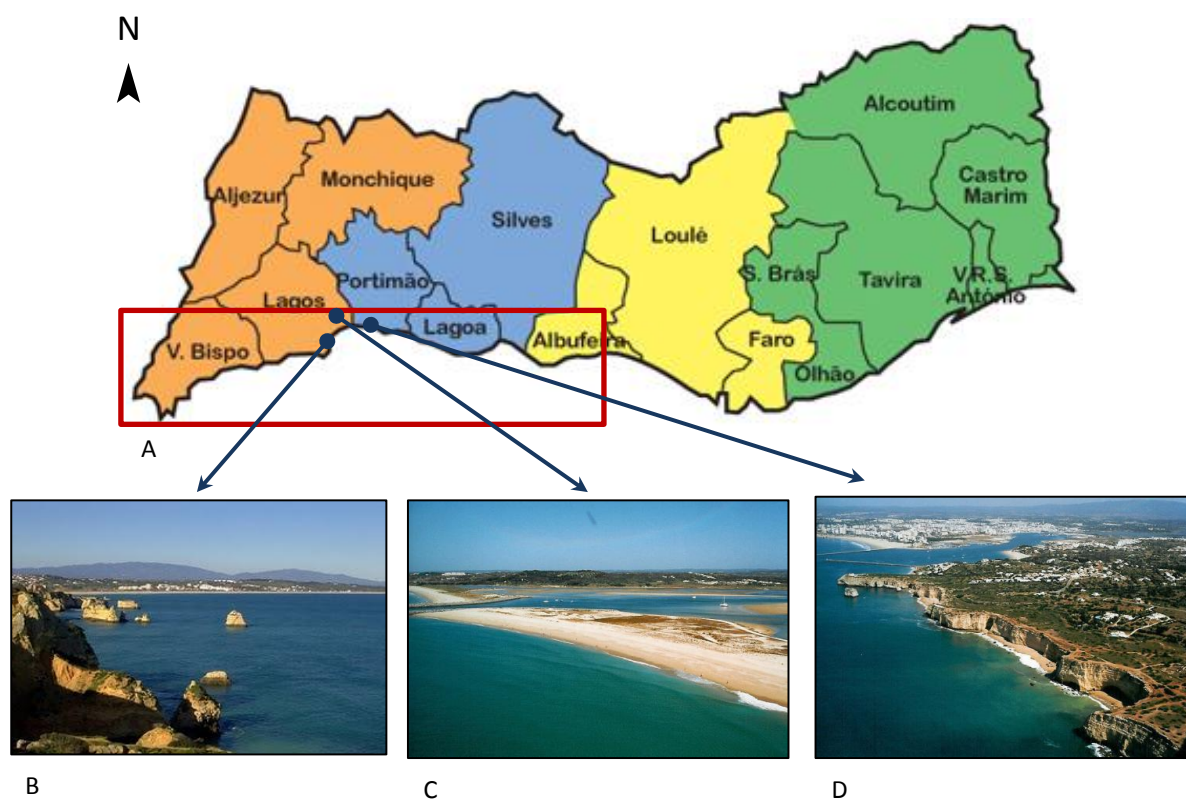 N
Alcoutim
Monchique
Aljezur
Castro
Marim
Silves
Loulé
Portimão
S. Brás
Tavira
V.R.S.
António
Lagos
Lagoa
V. Bispo
Albufeira
Faro
Olhão
A
B
C
D